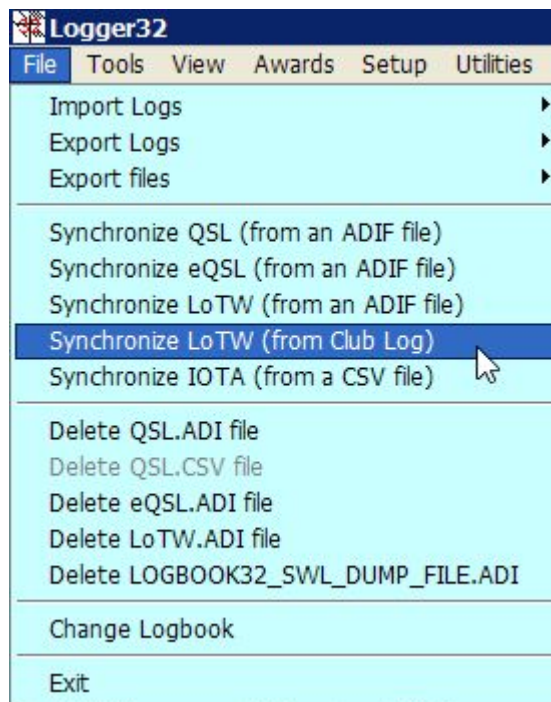 Logger32
File Tools View Awards Setup Utilities
Import Logs
Export Logs
Export files
Synchronize QSL (from an ADIF file)
Synchronize eQSL (from an ADIF file)
Synchronize LoTW (from an ADIF file)
Synchronize LoTW (from Club Log)
Synchronize IOTA (from a CSV file)
Delete QSL.ADI file
Delete QSL.CSV file
Delete eQSL.ADI file
Delete LoTW.ADI file
Delete LOGBOOK32_SWL_DUMP_FILE.ADI
Change Logbook
Exit